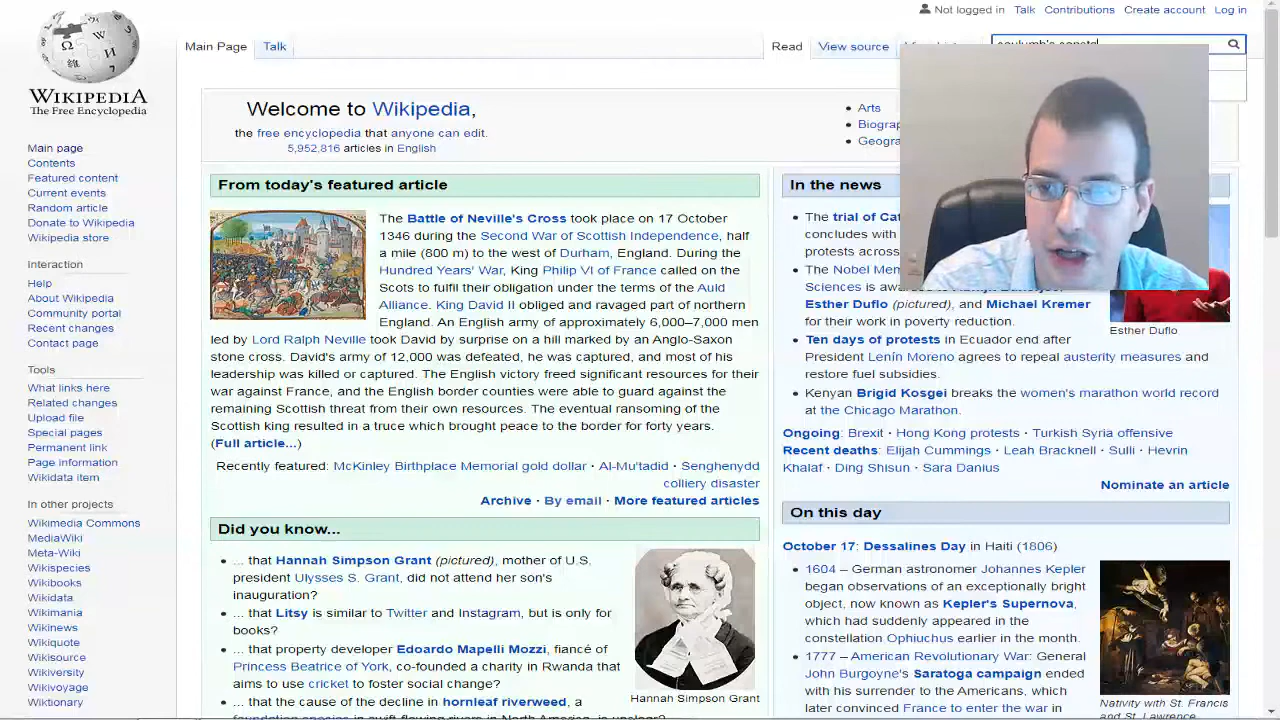 Not logged in Talk Contributions Create account Log in
Main Page Talk Read View source
WIKIPEDIA
The Free Encyclopedia
Main page
Contents
Featured content
Current events
Random article
Donate to Wikipedia
Wikipedia store
Interaction
Help
About Wikipedia
Community portal
Recent changes
Contact page
Tools
What links here
Related changes
Upload file
Special pages
Permanent link
Page information
Wikidata item
In other projects
Wikimedia Commons
MediaWiki
Meta-Wiki
Wikispecies
Wikibooks
Wikidata
Wikimania
Wikinews
Wikiquote
Wikisource
Wikiversity
Wikivoyage
Wiktionary
Welcome to Wikipedia,
the free encyclopedia that anyone can edit.
5,952,816 articles in English
• Arts
• Biograp
• Geogra
From today's featured article
The Battle of Neville's Cross took place on 17 October
1346 during the Second War of Scottish Independence, half
a mile (800 m) to the west of Durham, England. During the
Hundred Years' War, King Philip VI of France called on the
Scots to fulfil their obligation under the terms of the Auld
Alliance. King David II obliged and ravaged part of northern
England. An English army of approximately 6,000–7,000 men
led by Lord Ralph Neville took David by surprise on a hill marked by an Anglo-Saxon
stone cross. David's army of 12,000 was defeated, he was captured, and most of his
leadership was killed or captured. The English victory freed significant resources for their
war against France, and the English border counties were able to guard against the
remaining Scottish threat from their own resources. The eventual ransoming of the
Scottish king resulted in a truce which brought peace to the border for forty years.
(Full article...)
Recently featured: McKinley Birthplace Memorial gold dollar · Al-Mu'tadid · Senghenydd
colliery disaster
Archive · By email · More featured articles
Did you know...
• ... that Hannah Simpson Grant (pictured), mother of U.S.
president Ulysses S. Grant, did not attend her son's
inauguration?
• ... that Litsy is similar to Twitter and Instagram, but is only for
books?
• ... that property developer Edoardo Mapelli Mozzi, fiancé of
Princess Beatrice of York, co-founded a charity in Rwanda that
aims to use cricket to foster social change?
• ... that the cause of the decline in hornleaf riverweed, a
Hannah Simpson Grant
In the news
• The trial of Cat
concludes with
protests across
• The Nobel Mem
Sciences is
Esther Duflo (pictured), and Michael Kremer
for their work in poverty reduction.
• Ten days of protests in Ecuador end after
President Lenín Moreno agrees to repeal austerity measures and
restore fuel subsidies.
• Kenyan Brigid Kosgei breaks the women's marathon world record
at the Chicago Marathon.
Esther Duflo
Ongoing: Brexit · Hong Kong protests · Turkish Syria offensive
Recent deaths: Elijah Cummings · Leah Bracknell · Sulli · Hevrin
Khalaf · Ding Shisun · Sara Danius
Nominate an article
On this day
October 17: Dessalines Day in Haiti (1806)
• 1604 – German astronomer Johannes Kepler
began observations of an exceptionally bright
object, now known as Kepler's Supernova,
which had suddenly appeared in the
constellation Ophiuchus earlier in the month.
• 1777 – American Revolutionary War: General
John Burgoyne's Saratoga campaign ended
with his surrender to the Americans, which
later convinced France to enter the war in
Nativity with St. Francis
and St. Lawrence